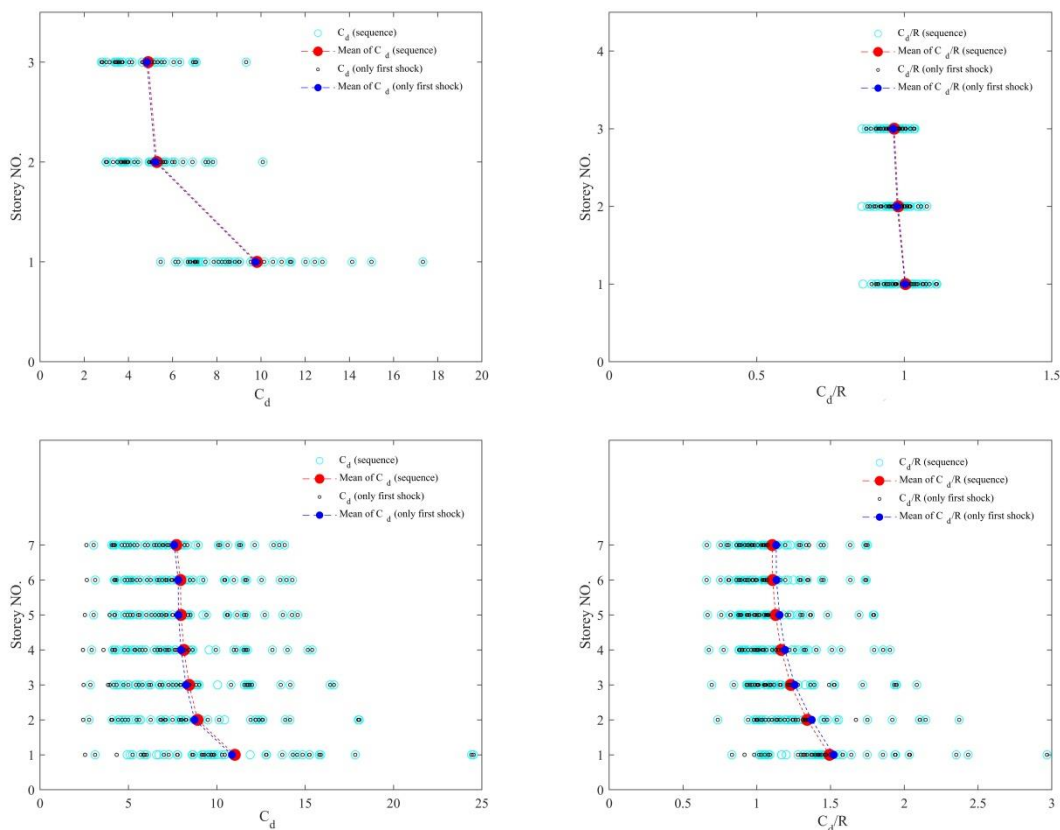 C_d (sequence)
Mean of C_d (sequence)
C_d (only first shock)
Mean of C_d (only first shock)
Storey NO.
3
2
1
0
0 2 4 6 8 10 12 14 16 18 20
C_d
C_d/R (sequence)
Mean of C_d/R (sequence)
C_d/R (only first shock)
Mean of C_d/R (only first shock)
Storey NO.
4
3
2
1
0
0 0.5 1 1.5
C_d/R
C_d (sequence)
Mean of C_d (sequence)
C_d (only first shock)
Mean of C_d (only first shock)
Storey NO.
7
6
5
4
3
2
1
0
0 5 10 15 20 25
C_d
C_d/R (sequence)
Mean of C_d/R (sequence)
C_d/R (only first shock)
Mean of C_d/R (only first shock)
Storey NO.
7
6
5
4
3
2
1
0
0 0.5 1 1.5 2 2.5 3
C_d/R